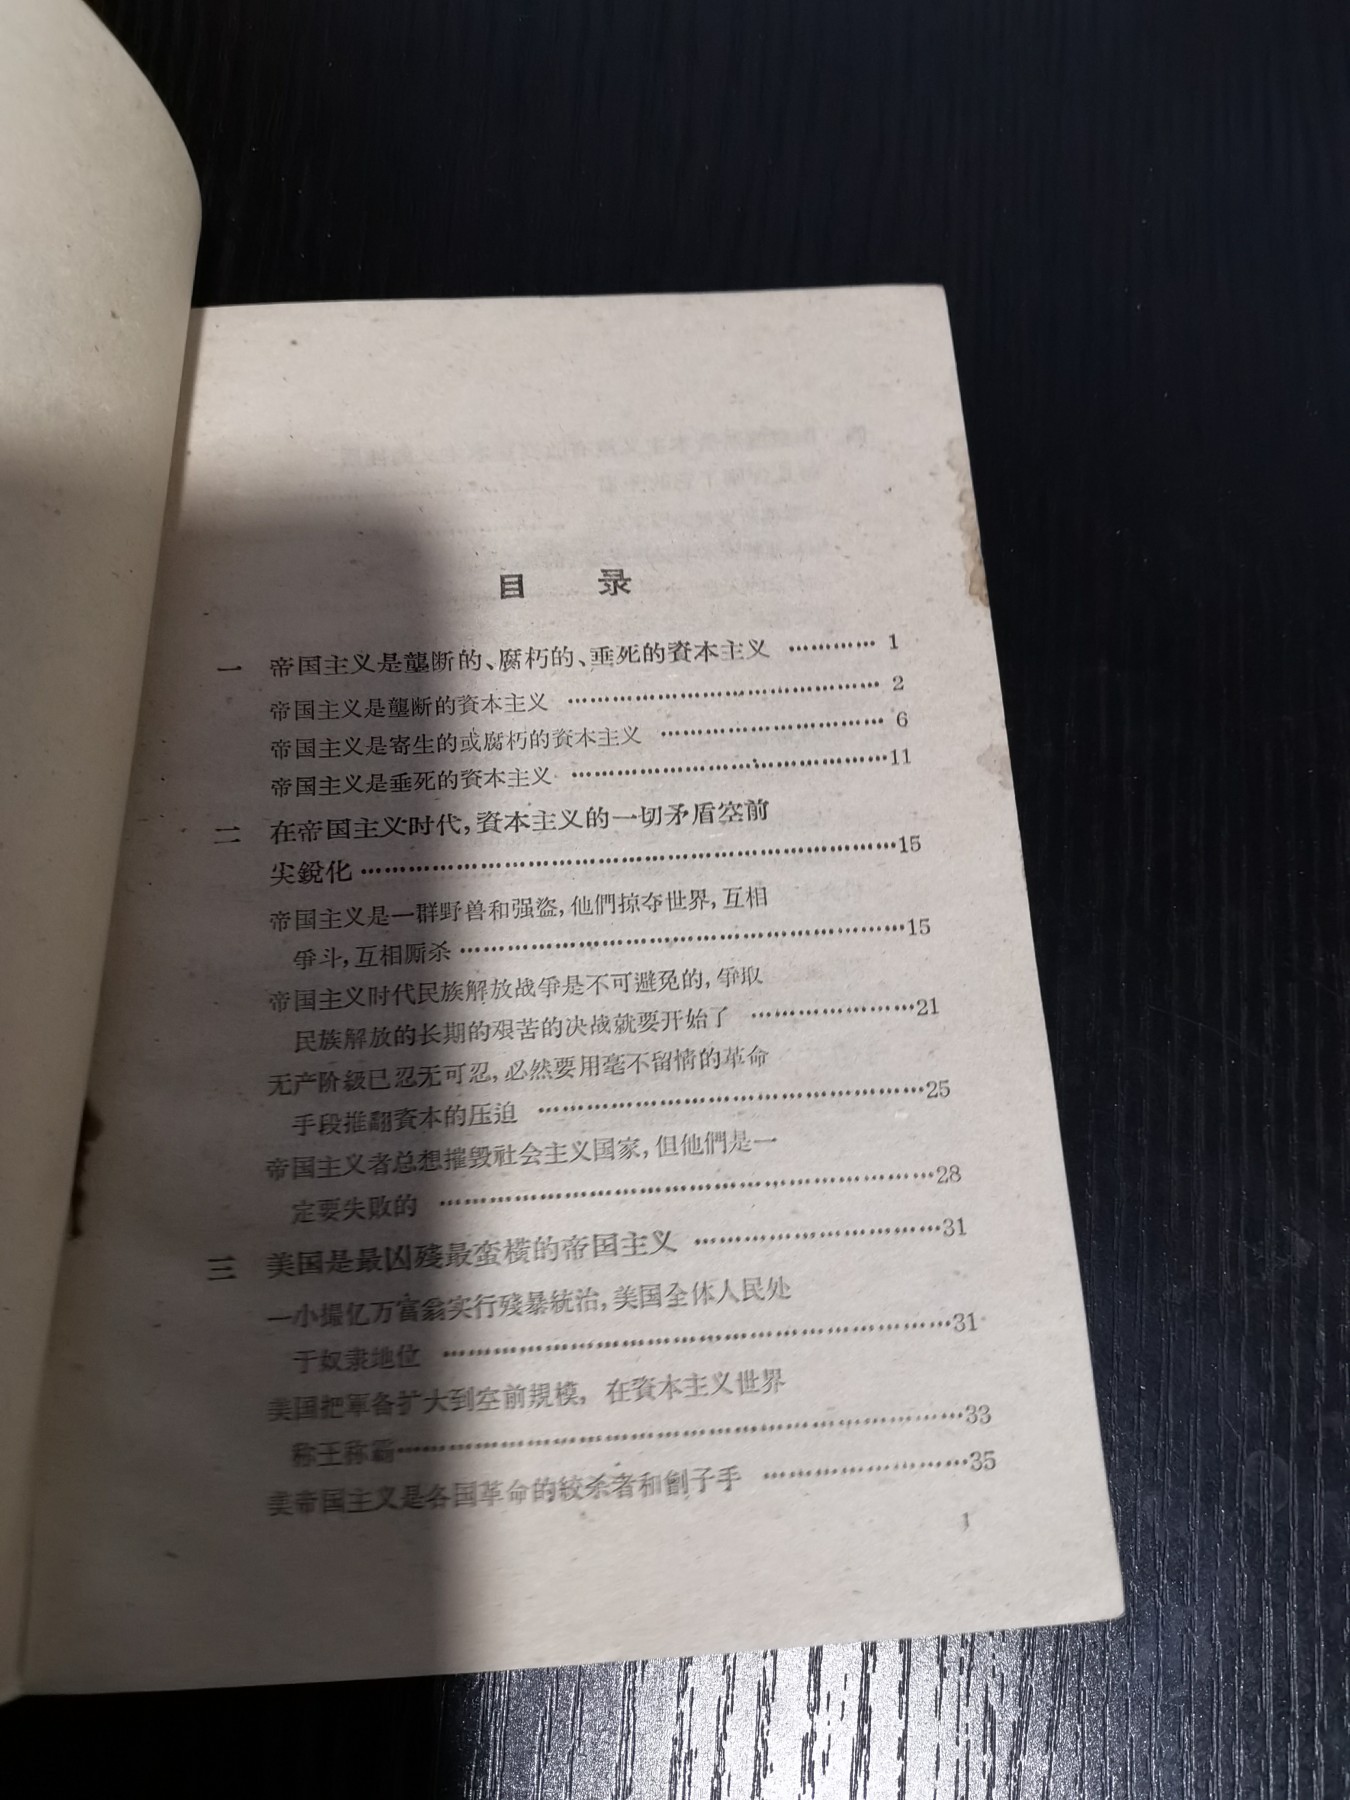 目　录
一　帝国主义是壟断的、腐朽的、垂死的資本主义 ………… 1
帝国主义是壟断的資本主义 ………………………………… 2
帝国主义是寄生的或腐朽的資本主义 ………………………… 6
帝国主义是垂死的資本主义 …………………………………11
二　在帝国主义时代，資本主义的一切矛盾空前
尖銳化……………………………………………………………15
帝国主义是一群野兽和强盜，他們掠夺世界，互相
爭斗，互相厮杀……………………………………………………15
帝国主义时代民族解放战爭是不可避免的，爭取
民族解放的长期的艰苦的决战就要开始了 …………………21
无产阶級已忍无可忍，必然要用毫不留情的革命
手段推翻資本的压迫 ……………………………………………25
帝国主义者总想摧毁社会主义国家，但他們是一
定要失败的 ………………………………………………………28
三　美国是最凶殘最蛮横的帝国主义 …………………………31
一小撮亿万富翁实行殘暴統治，美国全体人民处
于奴隶地位 ………………………………………………………31
美国把軍备扩大到空前規模，在資本主义世界
称王称霸……………………………………………………………33
美帝国主义是各国革命的絞杀者和劊子手 ……………………35
1